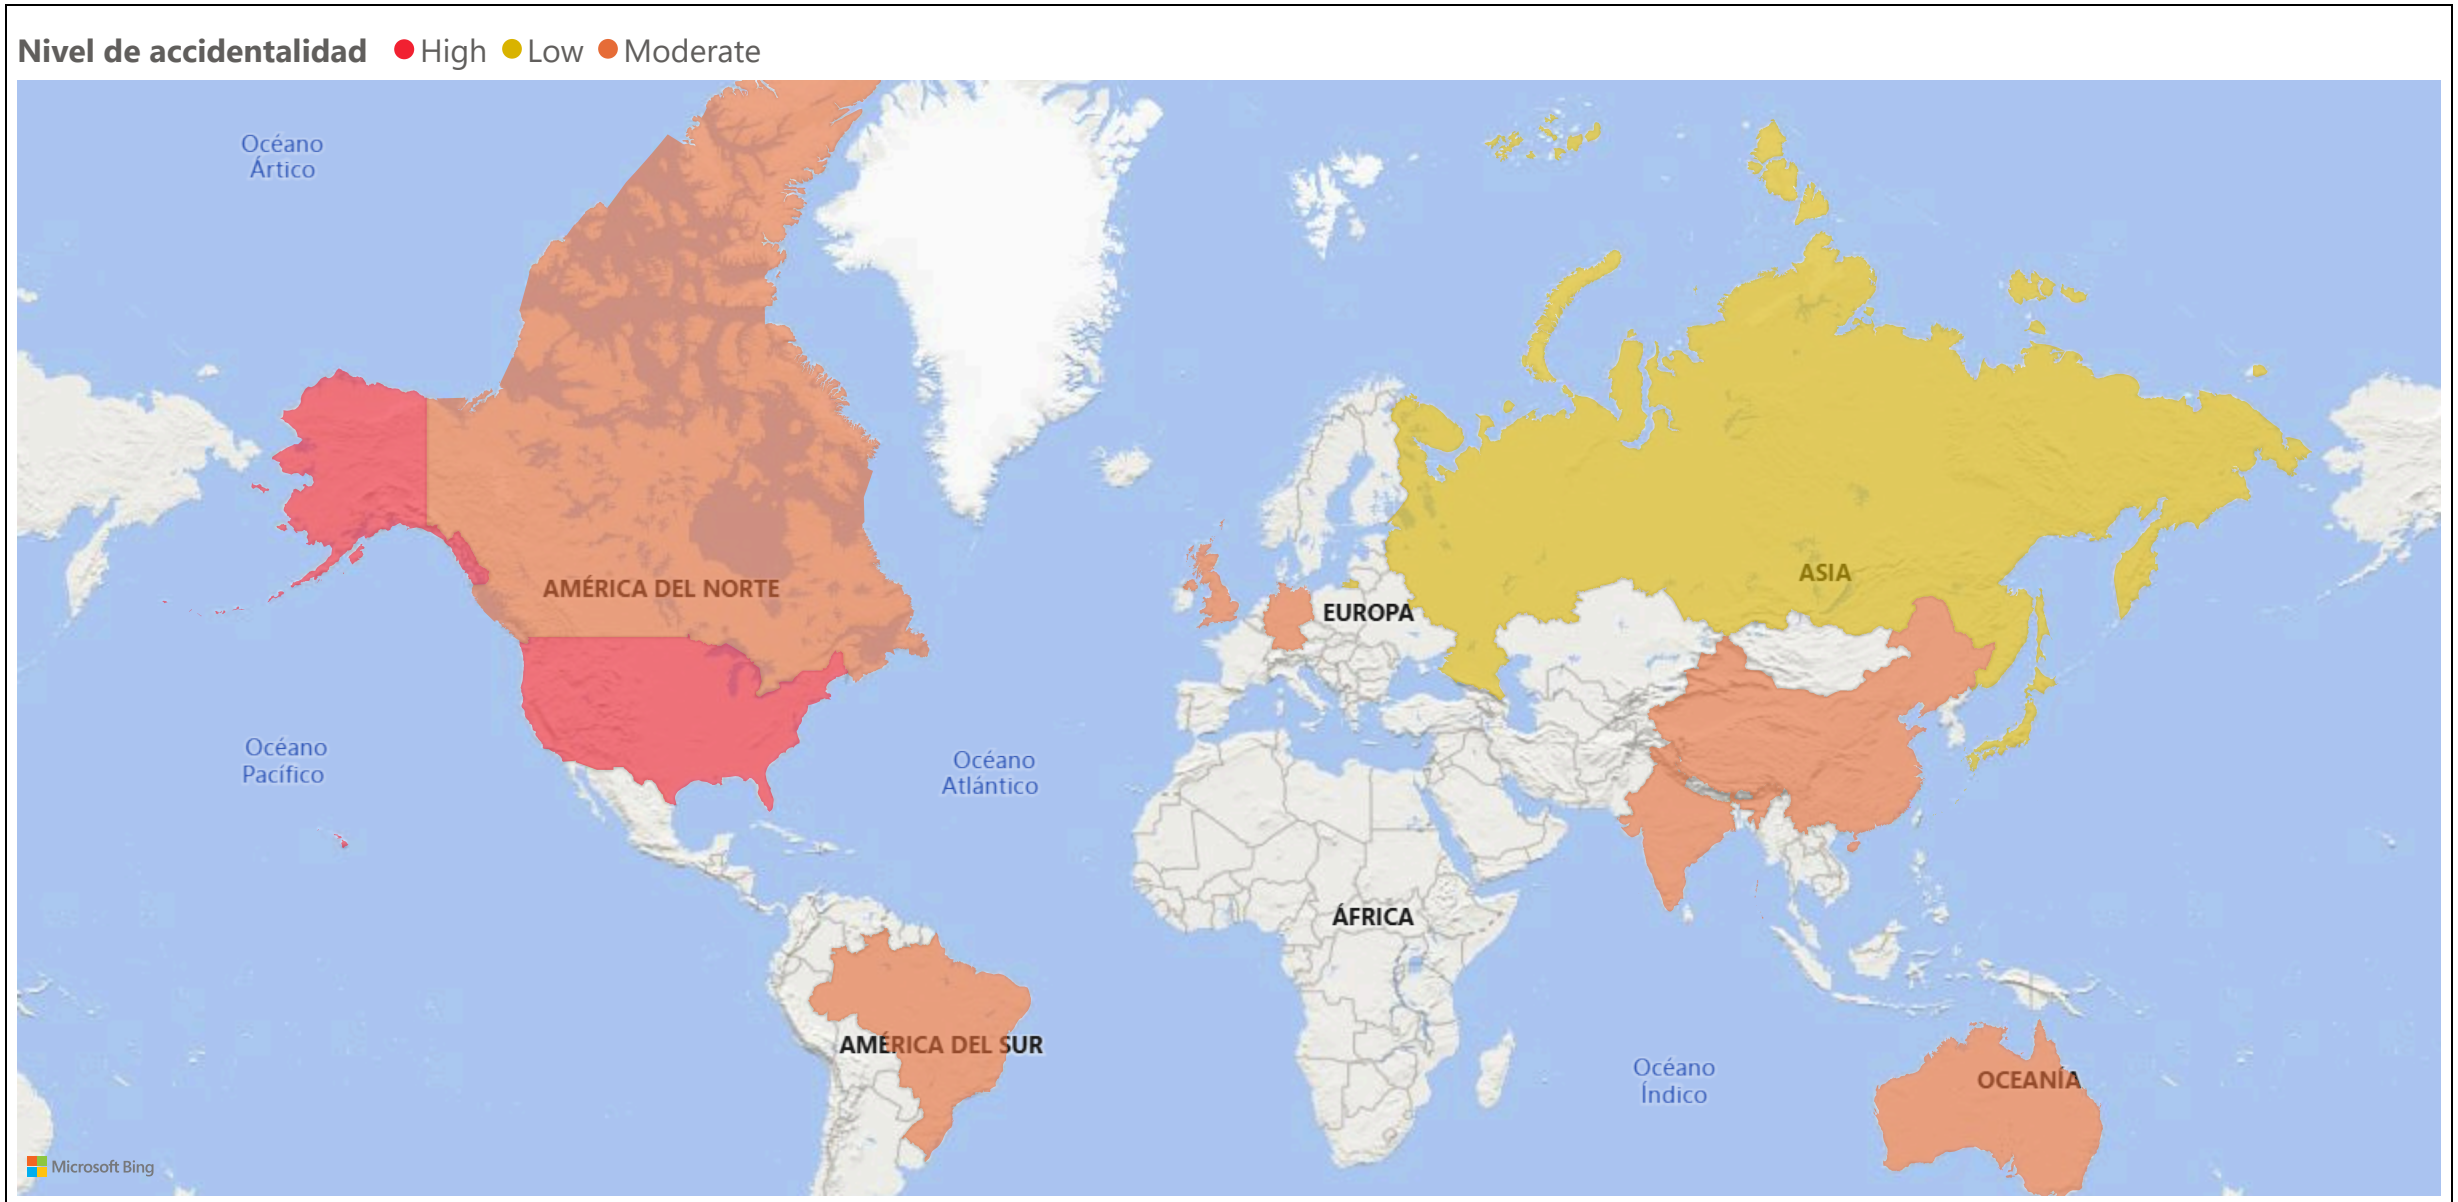 Nivel de accidentalidad High Low Moderate
Océano
Ártico
AMÉRICA DEL NORTE
ASIA
EUROPA
Océano
Pacífico
Océano
Atlántico
ÁFRICA
AMÉRICA DEL SUR
Océano
Índico
OCEANÍA
Microsoft Bing